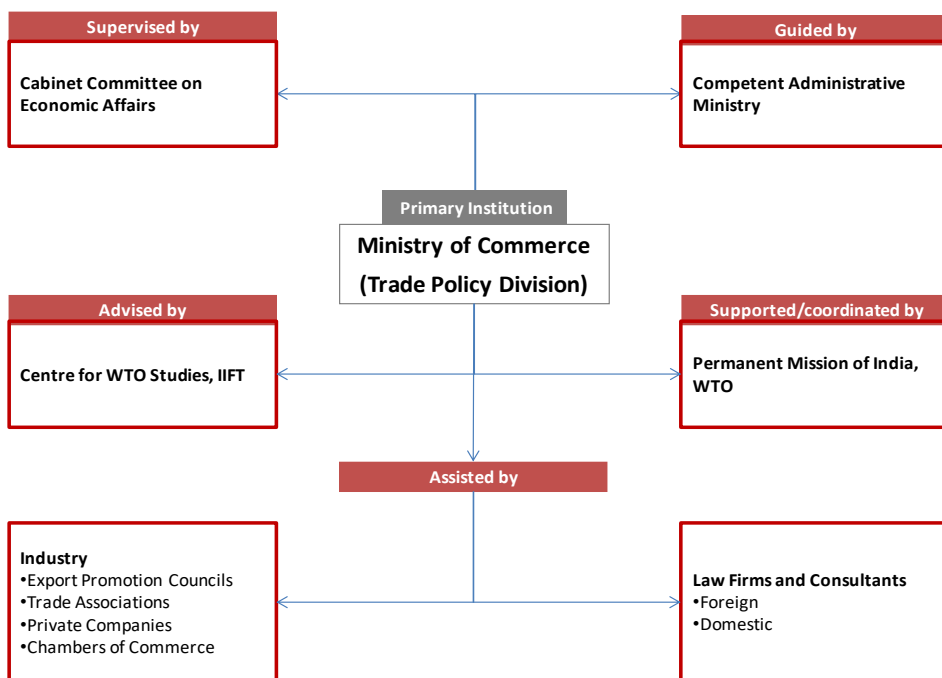 Supervised by
Cabinet Committee on
Economic Affairs
Guided by
Competent Administrative
Ministry
Primary Institution
Ministry of Commerce
(Trade Policy Division)
Advised by
Centre for WTO Studies, IIFT
Supported/coordinated by
Permanent Mission of India,
WTO
Assisted by
Industry
•Export Promotion Councils
•Trade Associations
•Private Companies
•Chambers of Commerce
Law Firms and Consultants
•Foreign
•Domestic